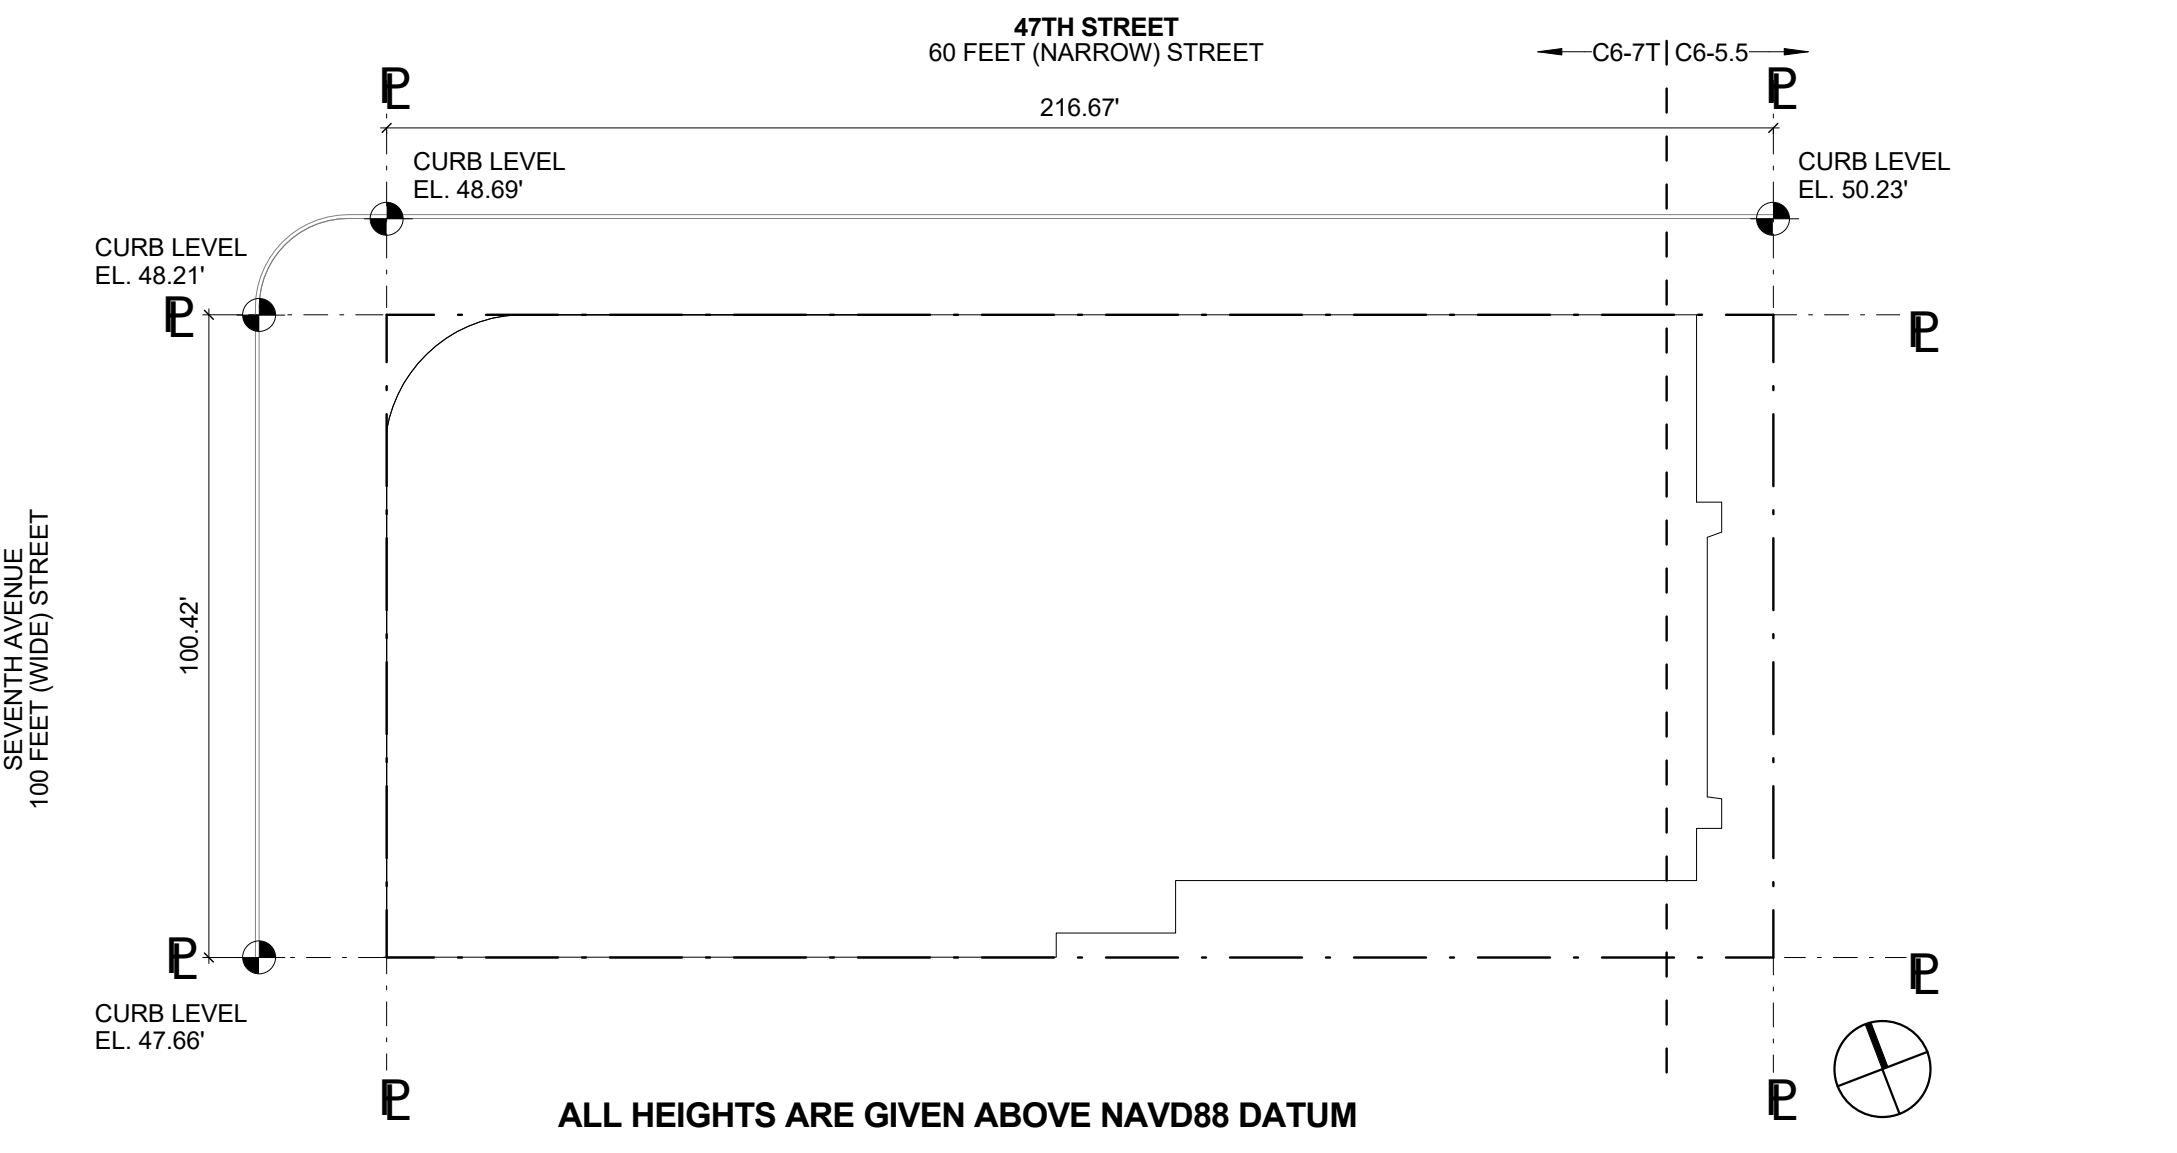 47TH STREET
60 FEET (NARROW) STREET
C6-7T C6-5.5
PL
PL
216.67'
CURB LEVEL
EL. 48.69'
CURB LEVEL
EL. 50.23'
CURB LEVEL
EL. 48.21'
PL
PL
SEVENTH AVENUE
100 FEET (WIDE) STREET
100.42'
PL
PL
CURB LEVEL
EL. 47.66'
PL
PL
ALL HEIGHTS ARE GIVEN ABOVE NAVD88 DATUM